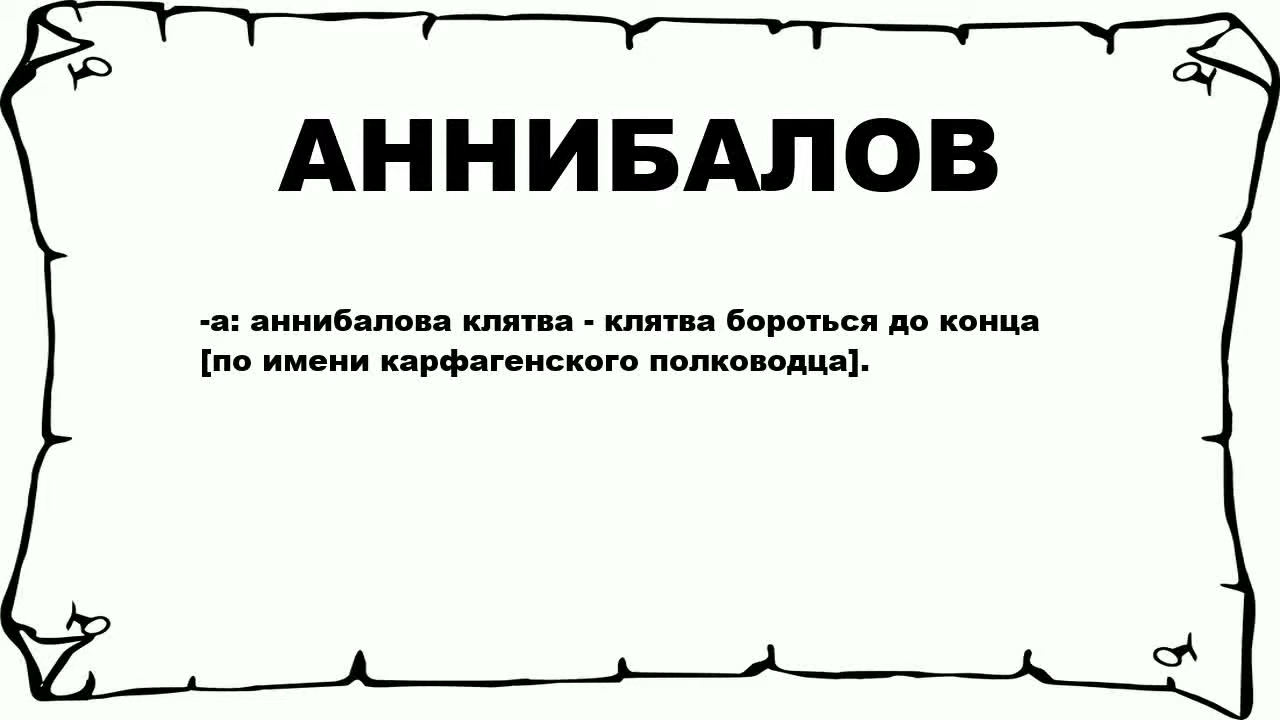 АННИБАЛОВ
-а: аннибалова клятва - клятва бороться до конца
[по имени карфагенского полководца].